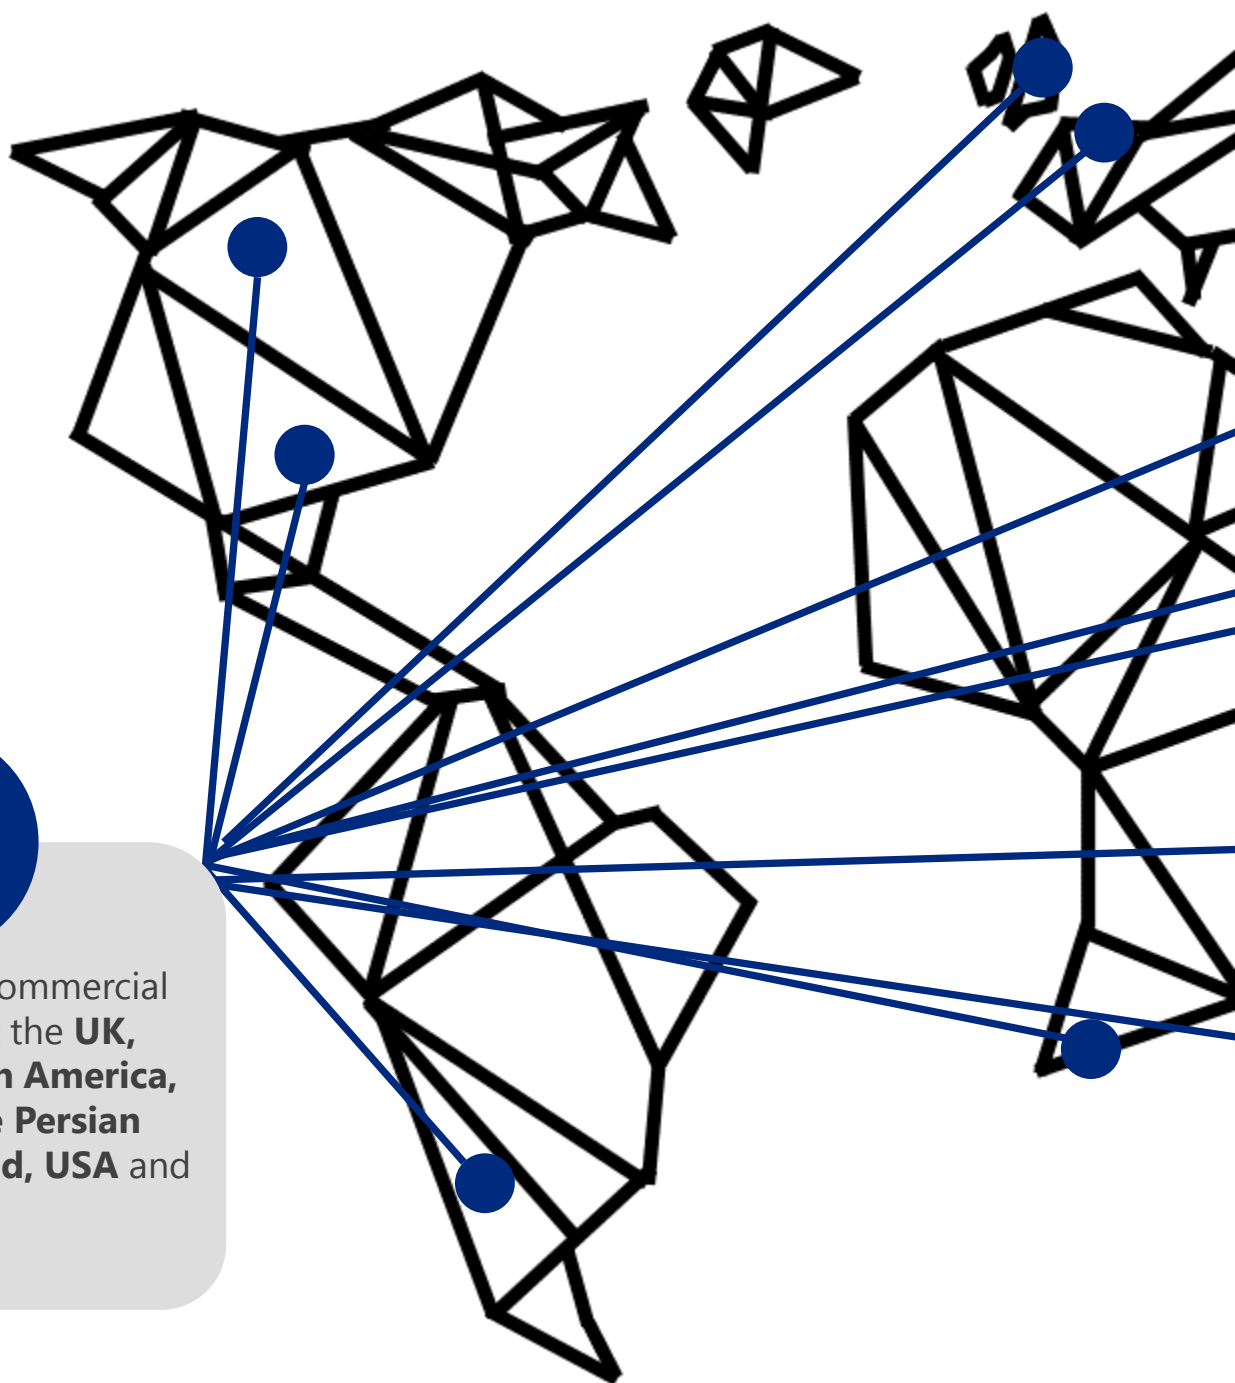 ommercial
the UK,
n America,
e Persian
d, USA and